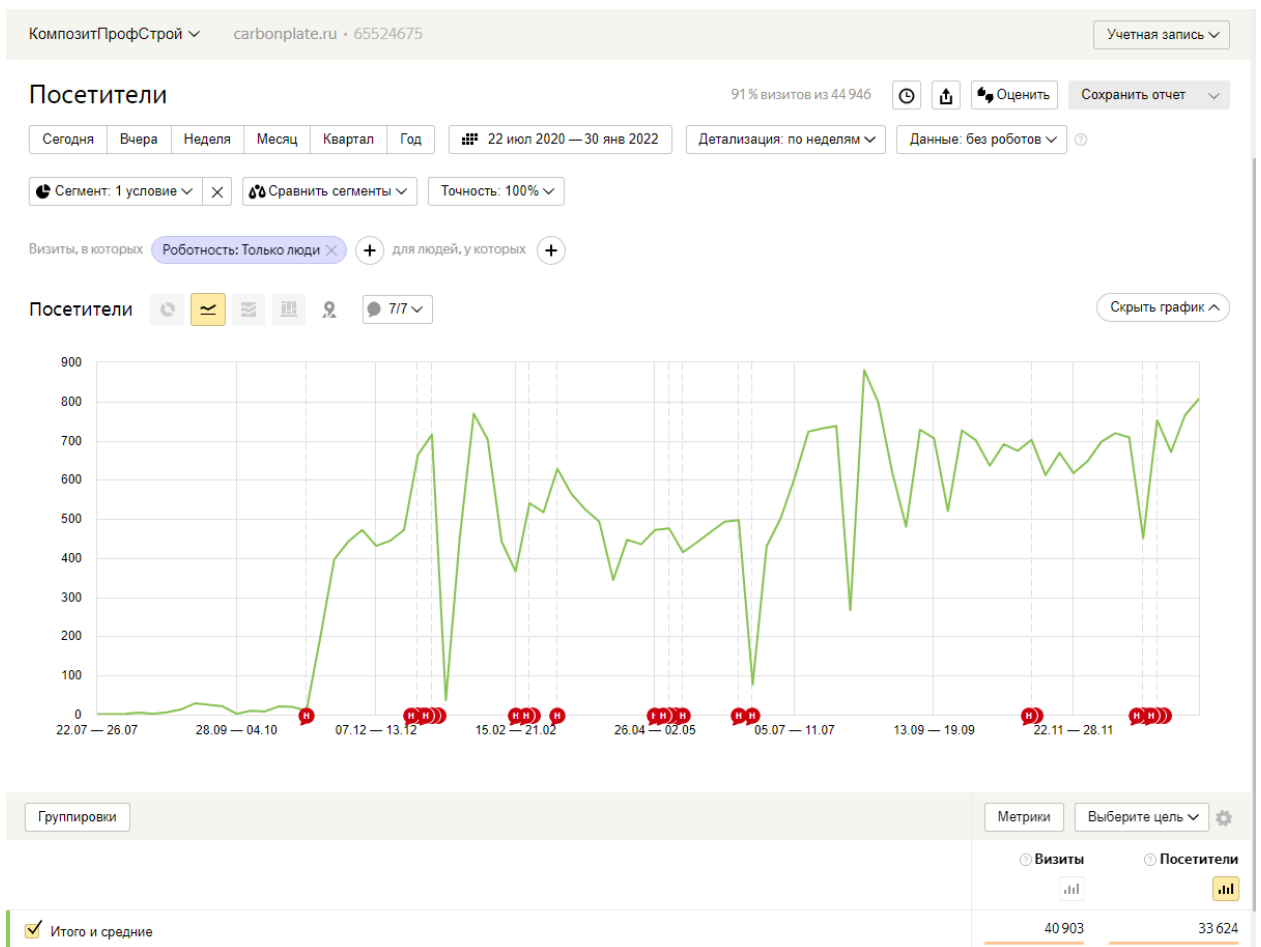 КомпозитПрофСтрой carbonplate.ru • 65524675 Учетная запись
Посетители 91 % визитов из 44 946 Оценить Сохранить отчет
Сегодня Вчера Неделя Месяц Квартал Год 22 июл 2020 — 30 янв 2022 Детализация: по неделям Данные: без роботов ?
Сегмент: 1 условие Сравнить сегменты Точность: 100%
Визиты, в которых Роботность: Только люди + для людей, у которых +
Посетители 7/7 Скрыть график
900
800
700
600
500
400
300
200
100
0
Н Н Н Н Н Н Н Н Н Н Н Н Н Н
22.07 — 26.07 28.09 — 04.10 07.12 — 13.12 15.02 — 21.02 26.04 — 02.05 05.07 — 11.07 13.09 — 19.09 22.11 — 28.11
Группировки Метрики Выберите цель
? Визиты ? Посетители
Итого и средние 40 903 33 624